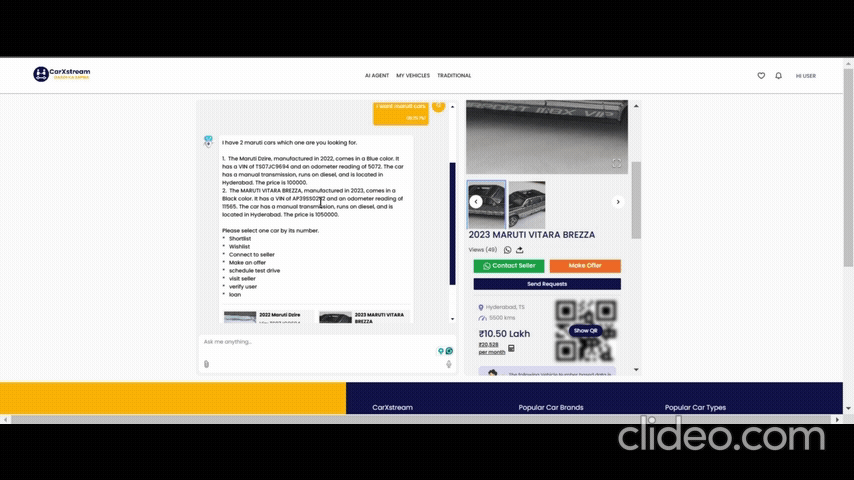 CarXstream
AI AGENT
MY VEHICLES
TRADITIONAL
HI USER
I want maruti cars
I have 2 maruti cars which one are you looking for.
1. The Maruti Dzire, manufactured in 2022, comes in a Blue color. It
has a VIN of TS07JC9694 and an odometer reading of 5072. The car
has a manual transmission, runs on diesel, and is located in
Hyderabad. The price is 100000.
2. The MARUTI VITARA BREZZA, manufactured in 2023, comes in a
Black color. It has a VIN of and an odometer reading of
11565. The car has a manual transmission, runs on diesel, and is
located in Hyderabad. The price is 1050000.
Please select one car by its number.
* Shortlist
* Wishlist
* Connect to seller
* Make an offer
* schedule test drive
* visit seller
* verify user
* loan
2022 Maruti Dzire
2023 MARUTI VITARA
BREZZA
Ask me anything...
2023 MARUTI VITARA BREZZA
Views (49)
Contact Seller
Make Offer
Send Requests
Hyderabad, TS
5500 kms
₹10.50 Lakh
₹20,528
per month
Show QR
The following Vehicle Number based data is
CarXstream
Popular Car Brands
Popular Car Types
clideo.com